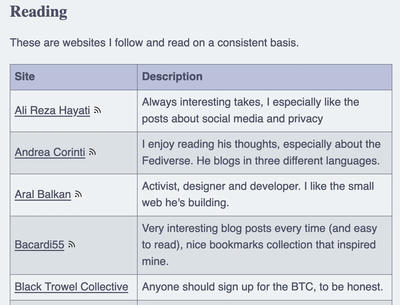 Reading
These are websites I follow and read on a consistent basis.
Site Description
Ali Reza Hayati Always interesting takes, I especially like the
posts about social media and privacy
Andrea Corinti I enjoy reading his thoughts, especially about the
Fediverse. He blogs in three different languages.
Aral Balkan Activist, designer and developer. I like the small
web he's building.
Bacardi55 Very interesting blog posts every time (and easy
to read), nice bookmarks collection that inspired
mine.
Black Trowel Collective Anyone should sign up for the BTC, to be honest.